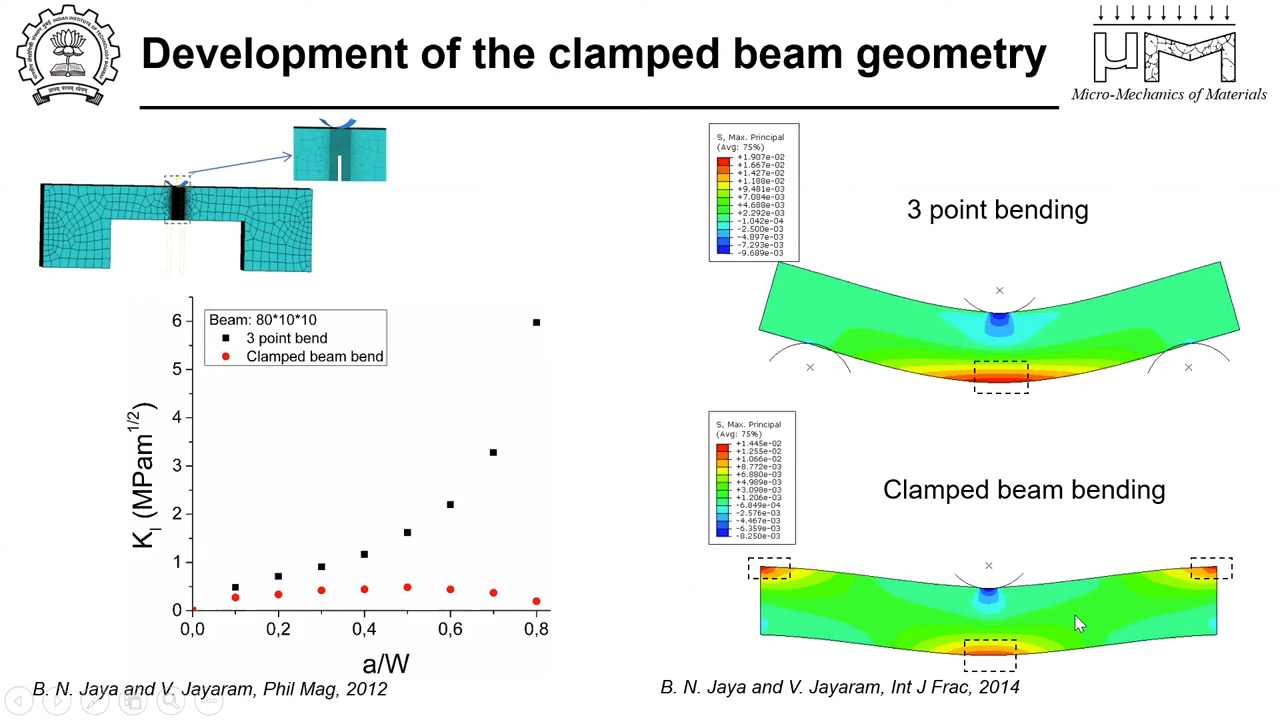 Development of the clamped beam geometry
μM
Micro-Mechanics of Materials
Beam: 80*10*10
3 point bend
Clamped beam bend
6
5
4
3
2
1
0
K_I (MPam^1/2)
0,0 0,2 0,4 0,6 0,8
a/W
B. N. Jaya and V. Jayaram, Phil Mag, 2012
S, Max. Principal
(Avg: 75%)
+1.907e-02
+1.667e-02
+1.427e-02
+1.188e-02
+9.481e-03
+7.084e-03
+4.688e-03
+2.292e-03
-1.042e-04
-2.500e-03
-4.897e-03
-7.293e-03
-9.689e-03
3 point bending
S, Max. Principal
(Avg: 75%)
+1.445e-02
+1.255e-02
+1.066e-02
+8.772e-03
+6.880e-03
+4.989e-03
+3.098e-03
+1.206e-03
-6.849e-04
-2.576e-03
-4.467e-03
-6.359e-03
-8.250e-03
Clamped beam bending
B. N. Jaya and V. Jayaram, Int J Frac, 2014